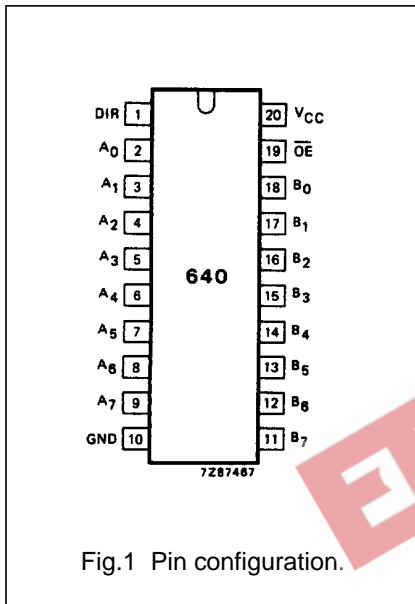 DIR 1 20 VCC
A0 2 19 OE
A1 3 18 B0
A2 4 17 B1
A3 5 16 B2
640
A4 6 15 B3
A5 7 14 B4
A6 8 13 B5
A7 9 12 B6
GND 10 11 B7
7Z87467
Fig.1 Pin configuration.